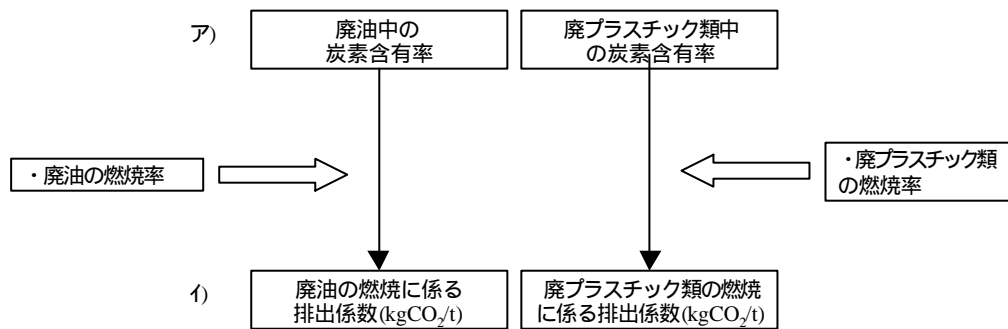 ア)
廃油中の
炭素含有率
廃プラスチック類中
の炭素含有率
・廃油の燃焼率
・廃プラスチック類
の燃焼率
イ)
廃油の燃焼に係る
排出係数(kgCO₂/t)
廃プラスチック類の燃焼
に係る排出係数(kgCO₂/t)